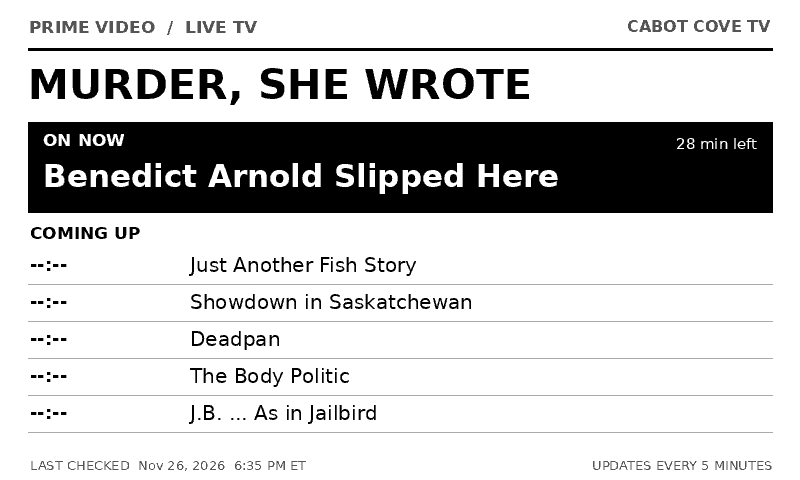 PRIME VIDEO / LIVE TV
CABOT COVE TV
MURDER, SHE WROTE
ON NOW
28 min left
Benedict Arnold Slipped Here
COMING UP
--:-- Just Another Fish Story
--:-- Showdown in Saskatchewan
--:-- Deadpan
--:-- The Body Politic
--:-- J.B. ... As in Jailbird
LAST CHECKED Nov 26, 2026 6:35 PM ET
UPDATES EVERY 5 MINUTES